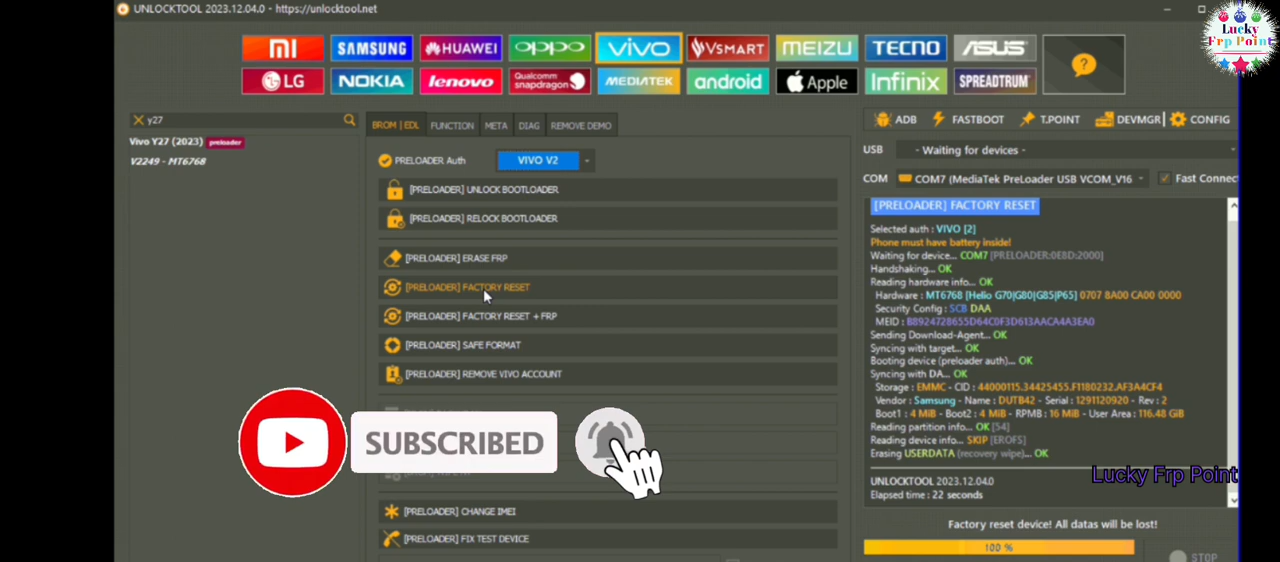 UNLOCKTOOL 2023.12.04.0 - https://unlocktool.net
Lucky
Frp Point
MI SAMSUNG HUAWEI OPPO VIVO VSMART MEIZU TECNO ASUS
LG NOKIA lenovo Qualcomm snapdragon MEDIATEK android Apple Infinix SPREADTRUM
y27
Vivo Y27 (2023) preloader
V2249 - MT6768
BROM | EDL FUNCTION META DIAG REMOVE DEMO
PRELOADER Auth VIVO V2
[PRELOADER] UNLOCK BOOTLOADER
[PRELOADER] RELOCK BOOTLOADER
[PRELOADER] ERASE FRP
[PRELOADER] FACTORY RESET
[PRELOADER] FACTORY RESET + FRP
[PRELOADER] SAFE FORMAT
[PRELOADER] REMOVE VIVO ACCOUNT
SUBSCRIBED
[PRELOADER] CHANGE IMEI
[PRELOADER] FIX TEST DEVICE
ADB FASTBOOT T.POINT DEVMGR CONFIG
USB - Waiting for devices -
COM COM7 (MediaTek PreLoader USB VCOM_V16 Fast Connect
[PRELOADER] FACTORY RESET
Selected auth : VIVO [2]
Phone must have battery inside!
Waiting for device... COM7 [PRELOADER:0E8D:2000]
Handshaking... OK
Reading hardware info... OK
Hardware : MT6768 [Helio G70|G80|G85|P65] 0707 8A00 CA00 0000
Security Config : SCB DAA
MEID : B8924728655D64C0F3D613AACA4A3EA0
Sending Download-Agent... OK
Syncing with target... OK
Booting device (preloader auth)... OK
Syncing with DA... OK
Storage : EMMC - CID : 44000115.34425455.F1180232.AF3A4CF4
Vendor : Samsung - Name : DUTB42 - Serial : 1291120920 - Rev : 2
Boot1 : 4 MiB - Boot2 : 4 MiB - RPMB : 16 MiB - User Area : 116.48 GiB
Reading partition info... OK [54]
Reading device info... SKIP [EROFS]
Erasing USERDATA (recovery wipe)... OK
Lucky Frp Point
UNLOCKTOOL 2023.12.04.0
Elapsed time : 22 seconds
Factory reset device! All datas will be lost!
100 %
STOP